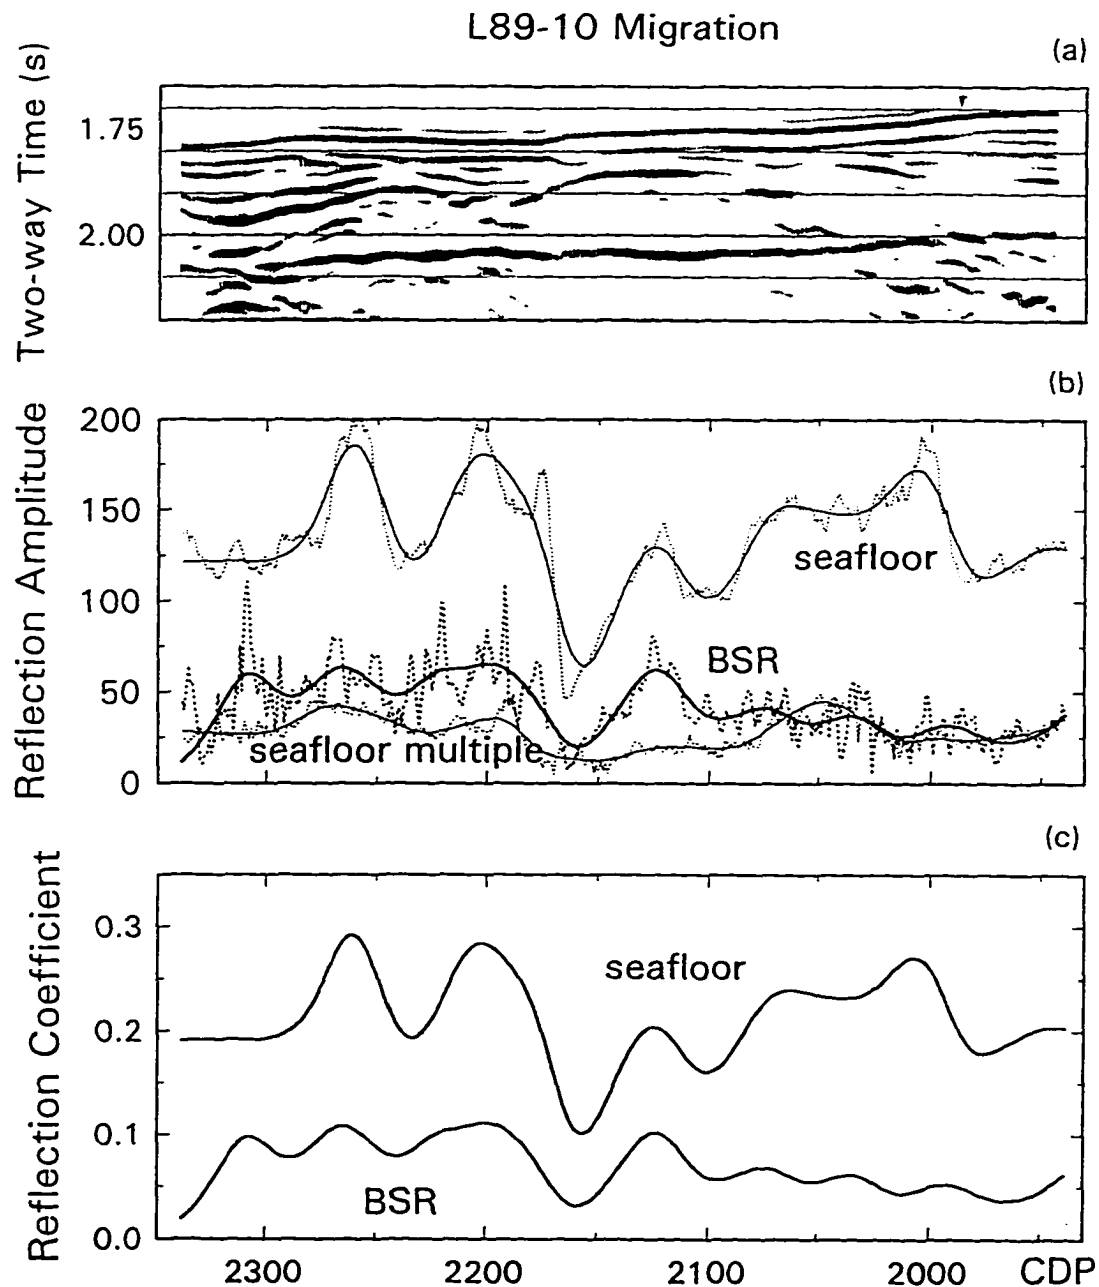 L89-10 Migration
(a)
Two-way Time (s)
1.75
2.00
(b)
Reflection Amplitude
200
150
100
50
0
seafloor
BSR
seafloor multiple
(c)
Reflection Coefficient
0.3
0.2
0.1
0.0
seafloor
BSR
2300 2200 2100 2000 CDP